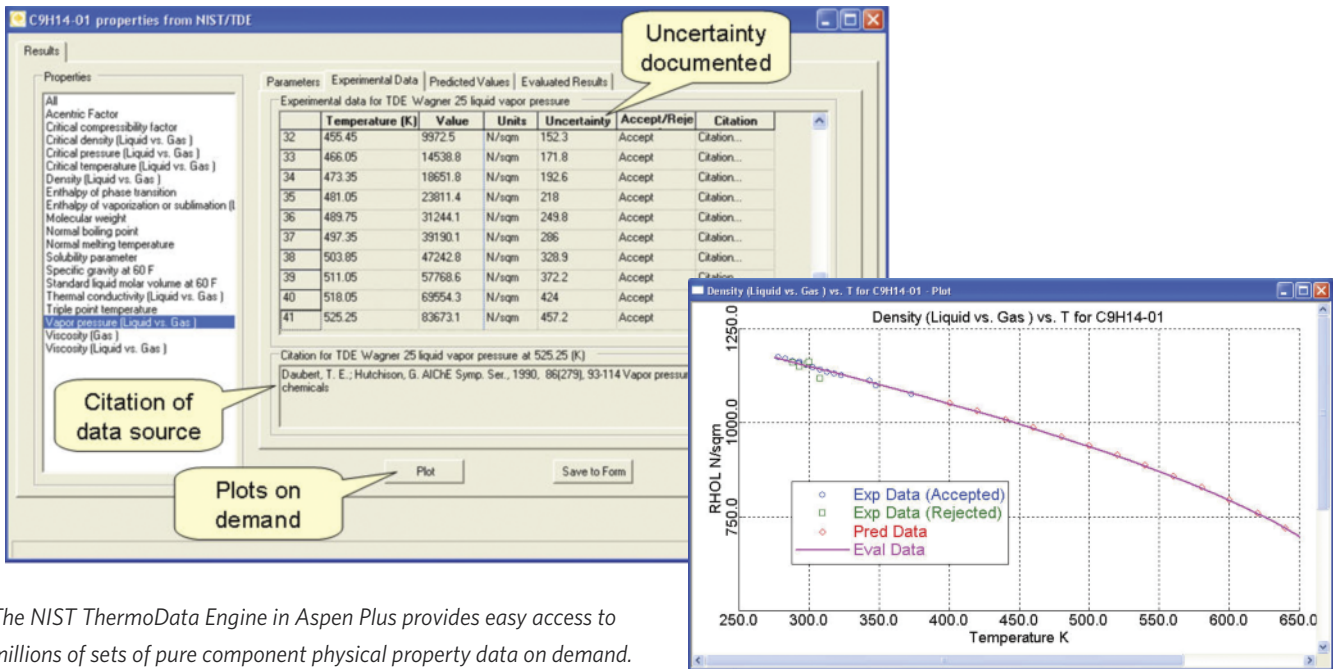 C9H14-01 properties from NIST/TDE
Uncertainty
documented
Results
Properties
All
Acentric Factor
Critical compressibility factor
Critical density (Liquid vs. Gas )
Critical pressure (Liquid vs. Gas )
Critical temperature (Liquid vs. Gas )
Density (Liquid vs. Gas )
Enthalpy of phase transition
Enthalpy of vaporization or sublimation (L
Molecular weight
Normal boiling point
Normal melting temperature
Solubility parameter
Specific gravity at 60 F
Standard liquid molar volume at 60 F
Thermal conductivity (Liquid vs. Gas )
Triple point temperature
Vapor pressure (Liquid vs. Gas )
Viscosity (Gas )
Viscosity (Liquid vs. Gas )
Parameters Experimental Data Predicted Values Evaluated Results
Experimental data for TDE Wagner 25 liquid vapor pressure
Temperature (K) Value Units Uncertainty Accept/Reje Citation
32 455.45 9972.5 N/sqm 152.3 Accept Citation...
33 466.05 14538.8 N/sqm 171.8 Accept Citation...
34 473.35 18651.8 N/sqm 192.6 Accept Citation...
35 481.05 23811.4 N/sqm 218 Accept Citation...
36 489.75 31244.1 N/sqm 249.8 Accept Citation...
37 497.35 39190.1 N/sqm 286 Accept Citation...
38 503.85 47242.8 N/sqm 328.9 Accept Citation...
39 511.05 57768.6 N/sqm 372.2 Accept Citation...
40 518.05 69554.3 N/sqm 424 Accept
41 525.25 83673.1 N/sqm 457.2 Accept
Citation for TDE Wagner 25 liquid vapor pressure at 525.25 (K)
Daubert, T. E.; Hutchison, G. AIChE Symp. Ser., 1990, 86(279), 93-114 Vapor pressu
chemicals
Citation of
data source
Plot
Save to Form
Plots on
demand
Density (Liquid vs. Gas ) vs. T for C9H14-01 - Plot
Density (Liquid vs. Gas ) vs. T for C9H14-01
RHOL N/sqm
1250.0
1000.0
750.0
Exp Data (Accepted)
Exp Data (Rejected)
Pred Data
Eval Data
250.0 300.0 350.0 400.0 450.0 500.0 550.0 600.0 650.0
Temperature K
The NIST ThermoData Engine in Aspen Plus provides easy access to
millions of sets of pure component physical property data on demand.